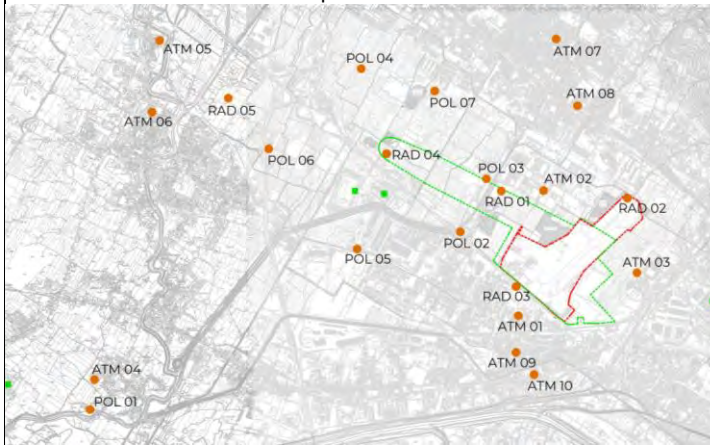 ATM 05
ATM 07
POL 04
POL 07
ATM 08
RAD 05
ATM 06
POL 06
RAD 04
POL 03
RAD 01
ATM 02
RAD 02
POL 02
POL 05
ATM 03
RAD 03
ATM 01
ATM 09
ATM 10
ATM 04
POL 01